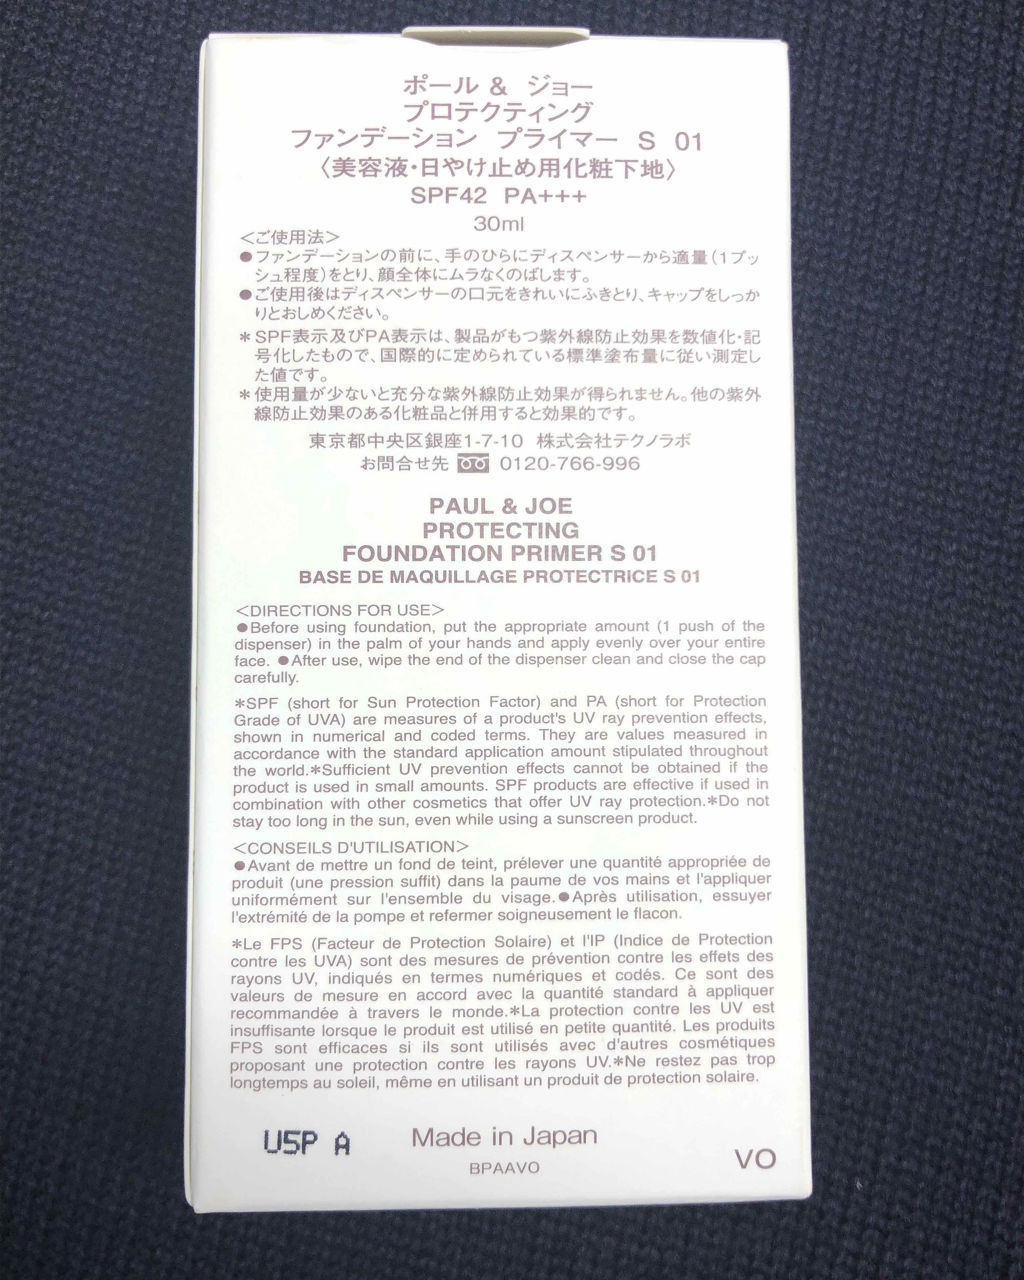 ポール & ジョー
プロテクティング
ファンデーション プライマー S 01
〈美容液・日やけ止め用化粧下地〉
SPF42 PA+++
30ml
＜ご使用法＞
●ファンデーションの前に、手のひらにディスペンサーから適量(1プッ
シュ程度)をとり、顔全体にムラなくのばします。
●ご使用後はディスペンサーの口元をきれいにふきとり、キャップをしっか
りとおしめください。
＊SPF表示及びPA表示は、製品がもつ紫外線防止効果を数値化・記
号化したもので、国際的に定められている標準塗布量に従い測定し
た値です。
＊使用量が少ないと充分な紫外線防止効果が得られません。他の紫外
線防止効果のある化粧品と併用すると効果的です。
東京都中央区銀座1-7-10 株式会社テクノラボ
お問合せ先 0120-766-996
PAUL & JOE
PROTECTING
FOUNDATION PRIMER S 01
BASE DE MAQUILLAGE PROTECTRICE S 01
<DIRECTIONS FOR USE>
●Before using foundation, put the appropriate amount (1 push of the
dispenser) in the palm of your hands and apply evenly over your entire
face. ●After use, wipe the end of the dispenser clean and close the cap
carefully.
＊SPF (short for Sun Protection Factor) and PA (short for Protection
Grade of UVA) are measures of a product's UV ray prevention effects,
shown in numerical and coded terms. They are values measured in
accordance with the standard application amount stipulated throughout
the world.＊Sufficient UV prevention effects cannot be obtained if the
product is used in small amounts. SPF products are effective if used in
combination with other cosmetics that offer UV ray protection.＊Do not
stay too long in the sun, even while using a sunscreen product.
<CONSEILS D'UTILISATION>
●Avant de mettre un fond de teint, prélever une quantité appropriée de
produit (une pression suffit) dans la paume de vos mains et l'appliquer
uniformément sur l'ensemble du visage.●Après utilisation, essuyer
l'extrémité de la pompe et refermer soigneusement le flacon.
＊Le FPS (Facteur de Protection Solaire) et l'IP (Indice de Protection
contre les UVA) sont des mesures de prévention contre les effets des
rayons UV, indiqués en termes numériques et codés. Ce sont des
valeurs de mesure en accord avec la quantité standard à appliquer
recommandée à travers le monde.＊La protection contre les UV est
insuffisante lorsque le produit est utilisé en petite quantité. Les produits
FPS sont efficaces si ils sont utilisés avec d'autres cosmétiques
proposant une protection contre les rayons UV.＊Ne restez pas trop
longtemps au soleil, même en utilisant un produit de protection solaire.
U5P A
Made in Japan
BPAAVO
VO